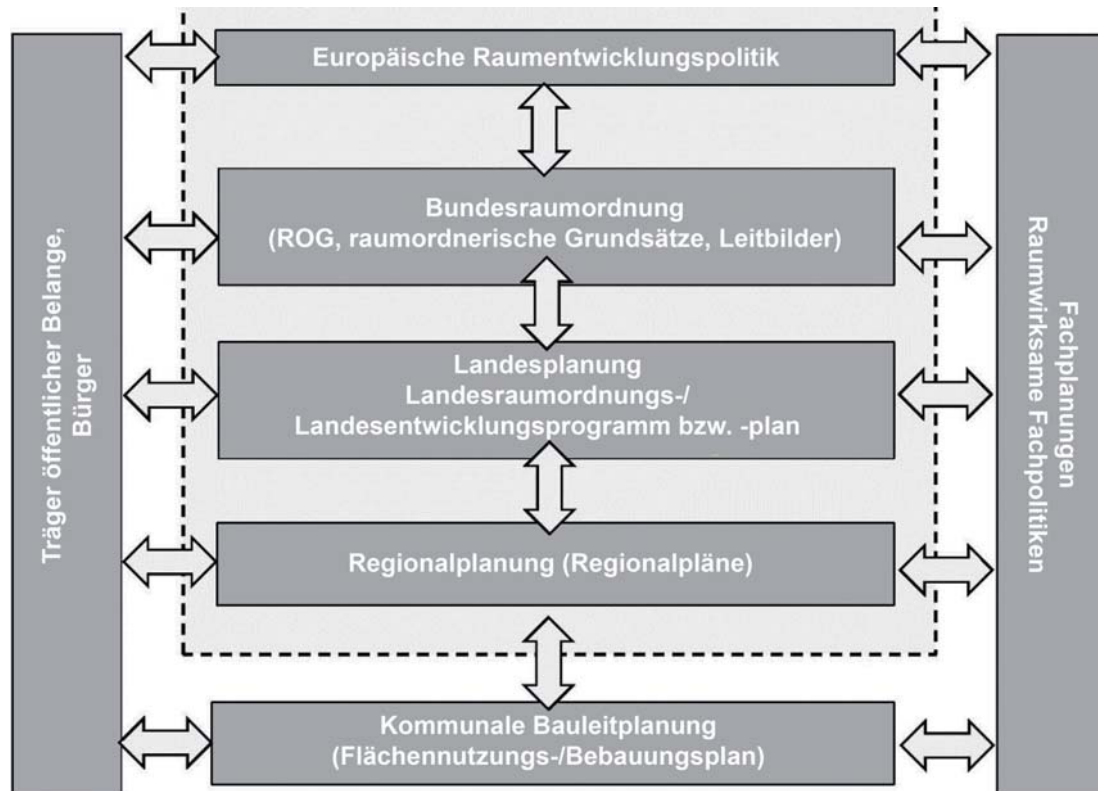 Träger öffentlicher Belange,
Bürger
Europäische Raumentwicklungspolitik
Bundesraumordnung
(ROG, raumordnerische Grundsätze, Leitbilder)
Landesplanung
Landesraumordnungs-/
Landesentwicklungsprogramm bzw. -plan
Regionalplanung (Regionalpläne)
Kommunale Bauleitplanung
(Flächennutzungs-/Bebauungsplan)
Fachplanungen
Raumwirksame Fachpolitiken